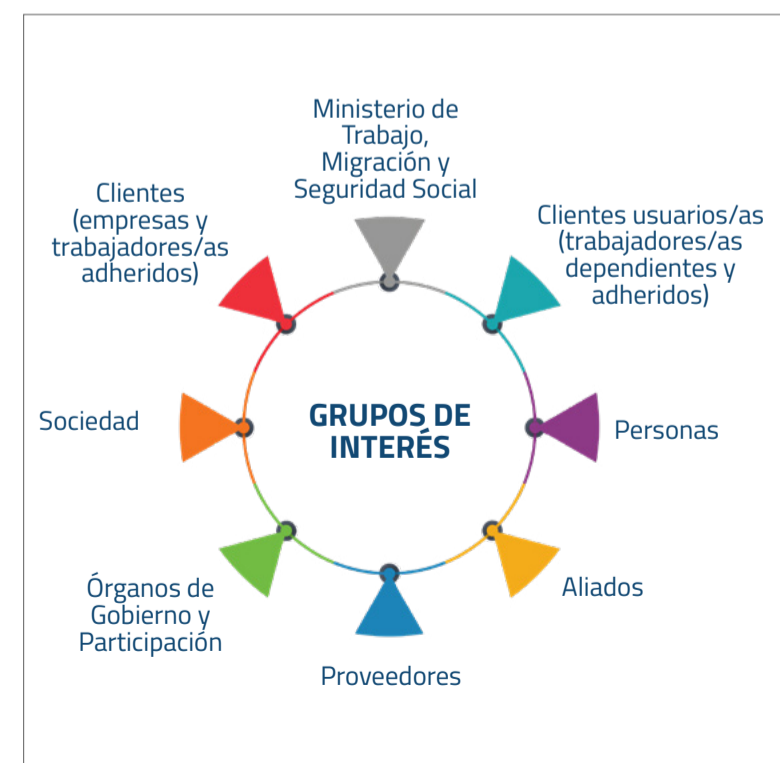 Ministerio de
Trabajo,
Migración y
Seguridad Social
Clientes
(empresas y
trabajadores/as
adheridos)
Clientes usuarios/as
(trabajadores/as
dependientes y
adheridos)
Sociedad
GRUPOS DE
INTERÉS
Personas
Órganos de
Gobierno y
Participación
Aliados
Proveedores